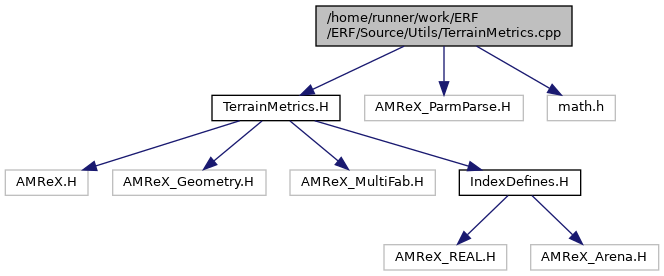 /home/runner/work/ERF
/ERF/Source/Utils/TerrainMetrics.cpp
TerrainMetrics.H
AMReX_ParmParse.H
math.h
AMReX.H
AMReX_Geometry.H
AMReX_MultiFab.H
IndexDefines.H
AMReX_REAL.H
AMReX_Arena.H